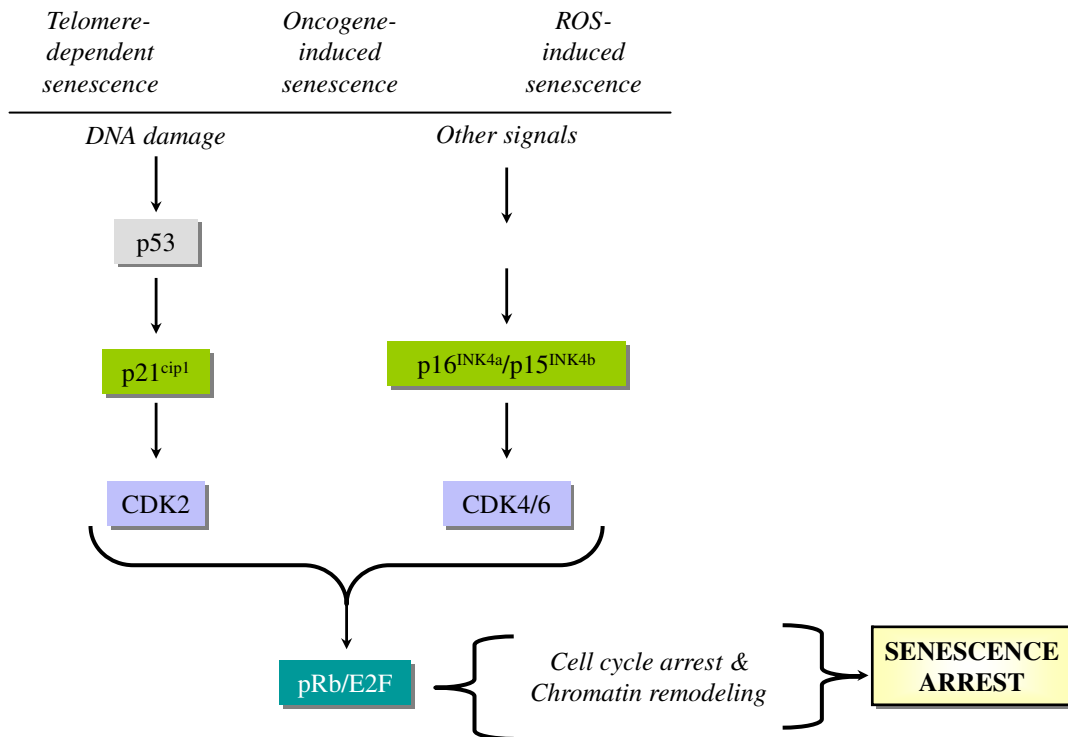 Telomere-
dependent
senescence
Oncogene-
induced
senescence
ROS-
induced
senescence
DNA damage
Other signals
p53
p21cip1
p16INK4a/p15INK4b
CDK2
CDK4/6
pRb/E2F
Cell cycle arrest &
Chromatin remodeling
SENESCENCE
ARREST